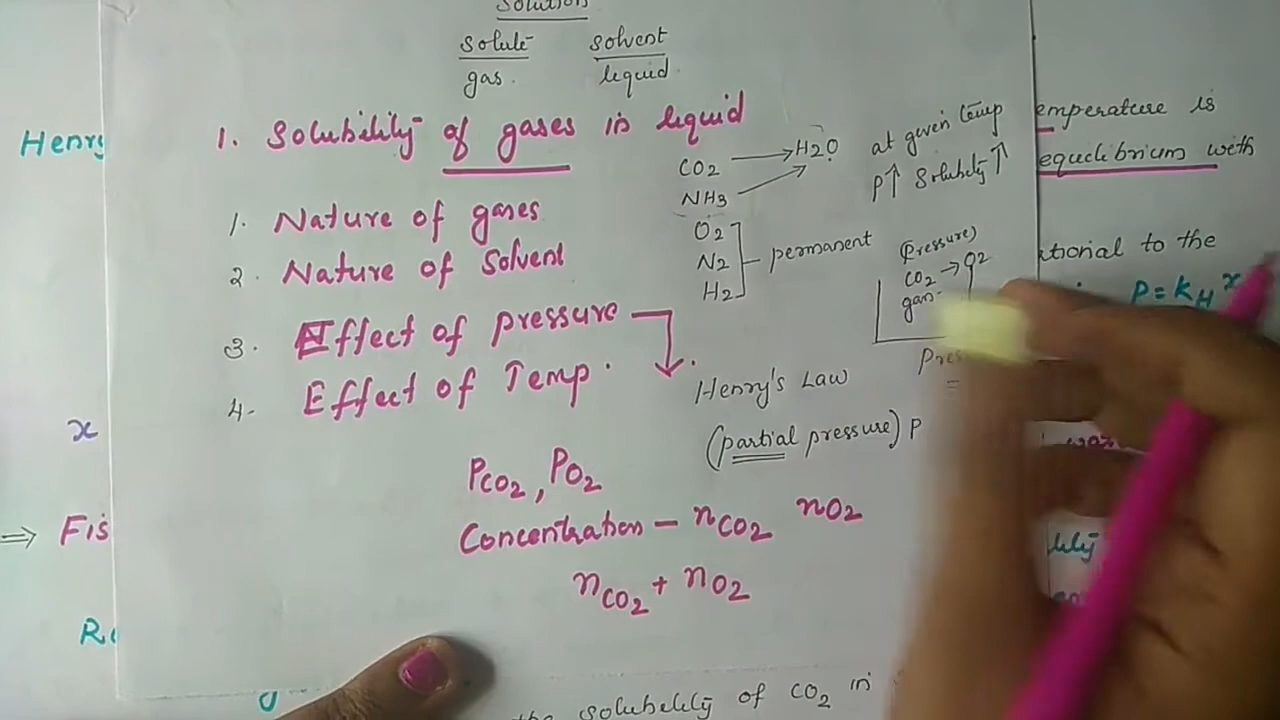 Solution
solute solvent
gas. liquid.
1. Solubility of gases in liquid
CO2 → H2O
NH3
at given temp
P↑ Solubility↑
1. Nature of gases
2. Nature of Solvent
3. Effect of pressure
4. Effect of Temp.
O2
N2
H2
permanent
(Pressure)
CO2 → O2
gas
Henry's Law
(partial pressure) P
PCO2, PO2
Concentration - nCO2 nO2
nCO2 + nO2
Henry
x
⇒ Fis
emperature is
equilibrium with
tional to the
P = KH x
the solubility of CO2 in